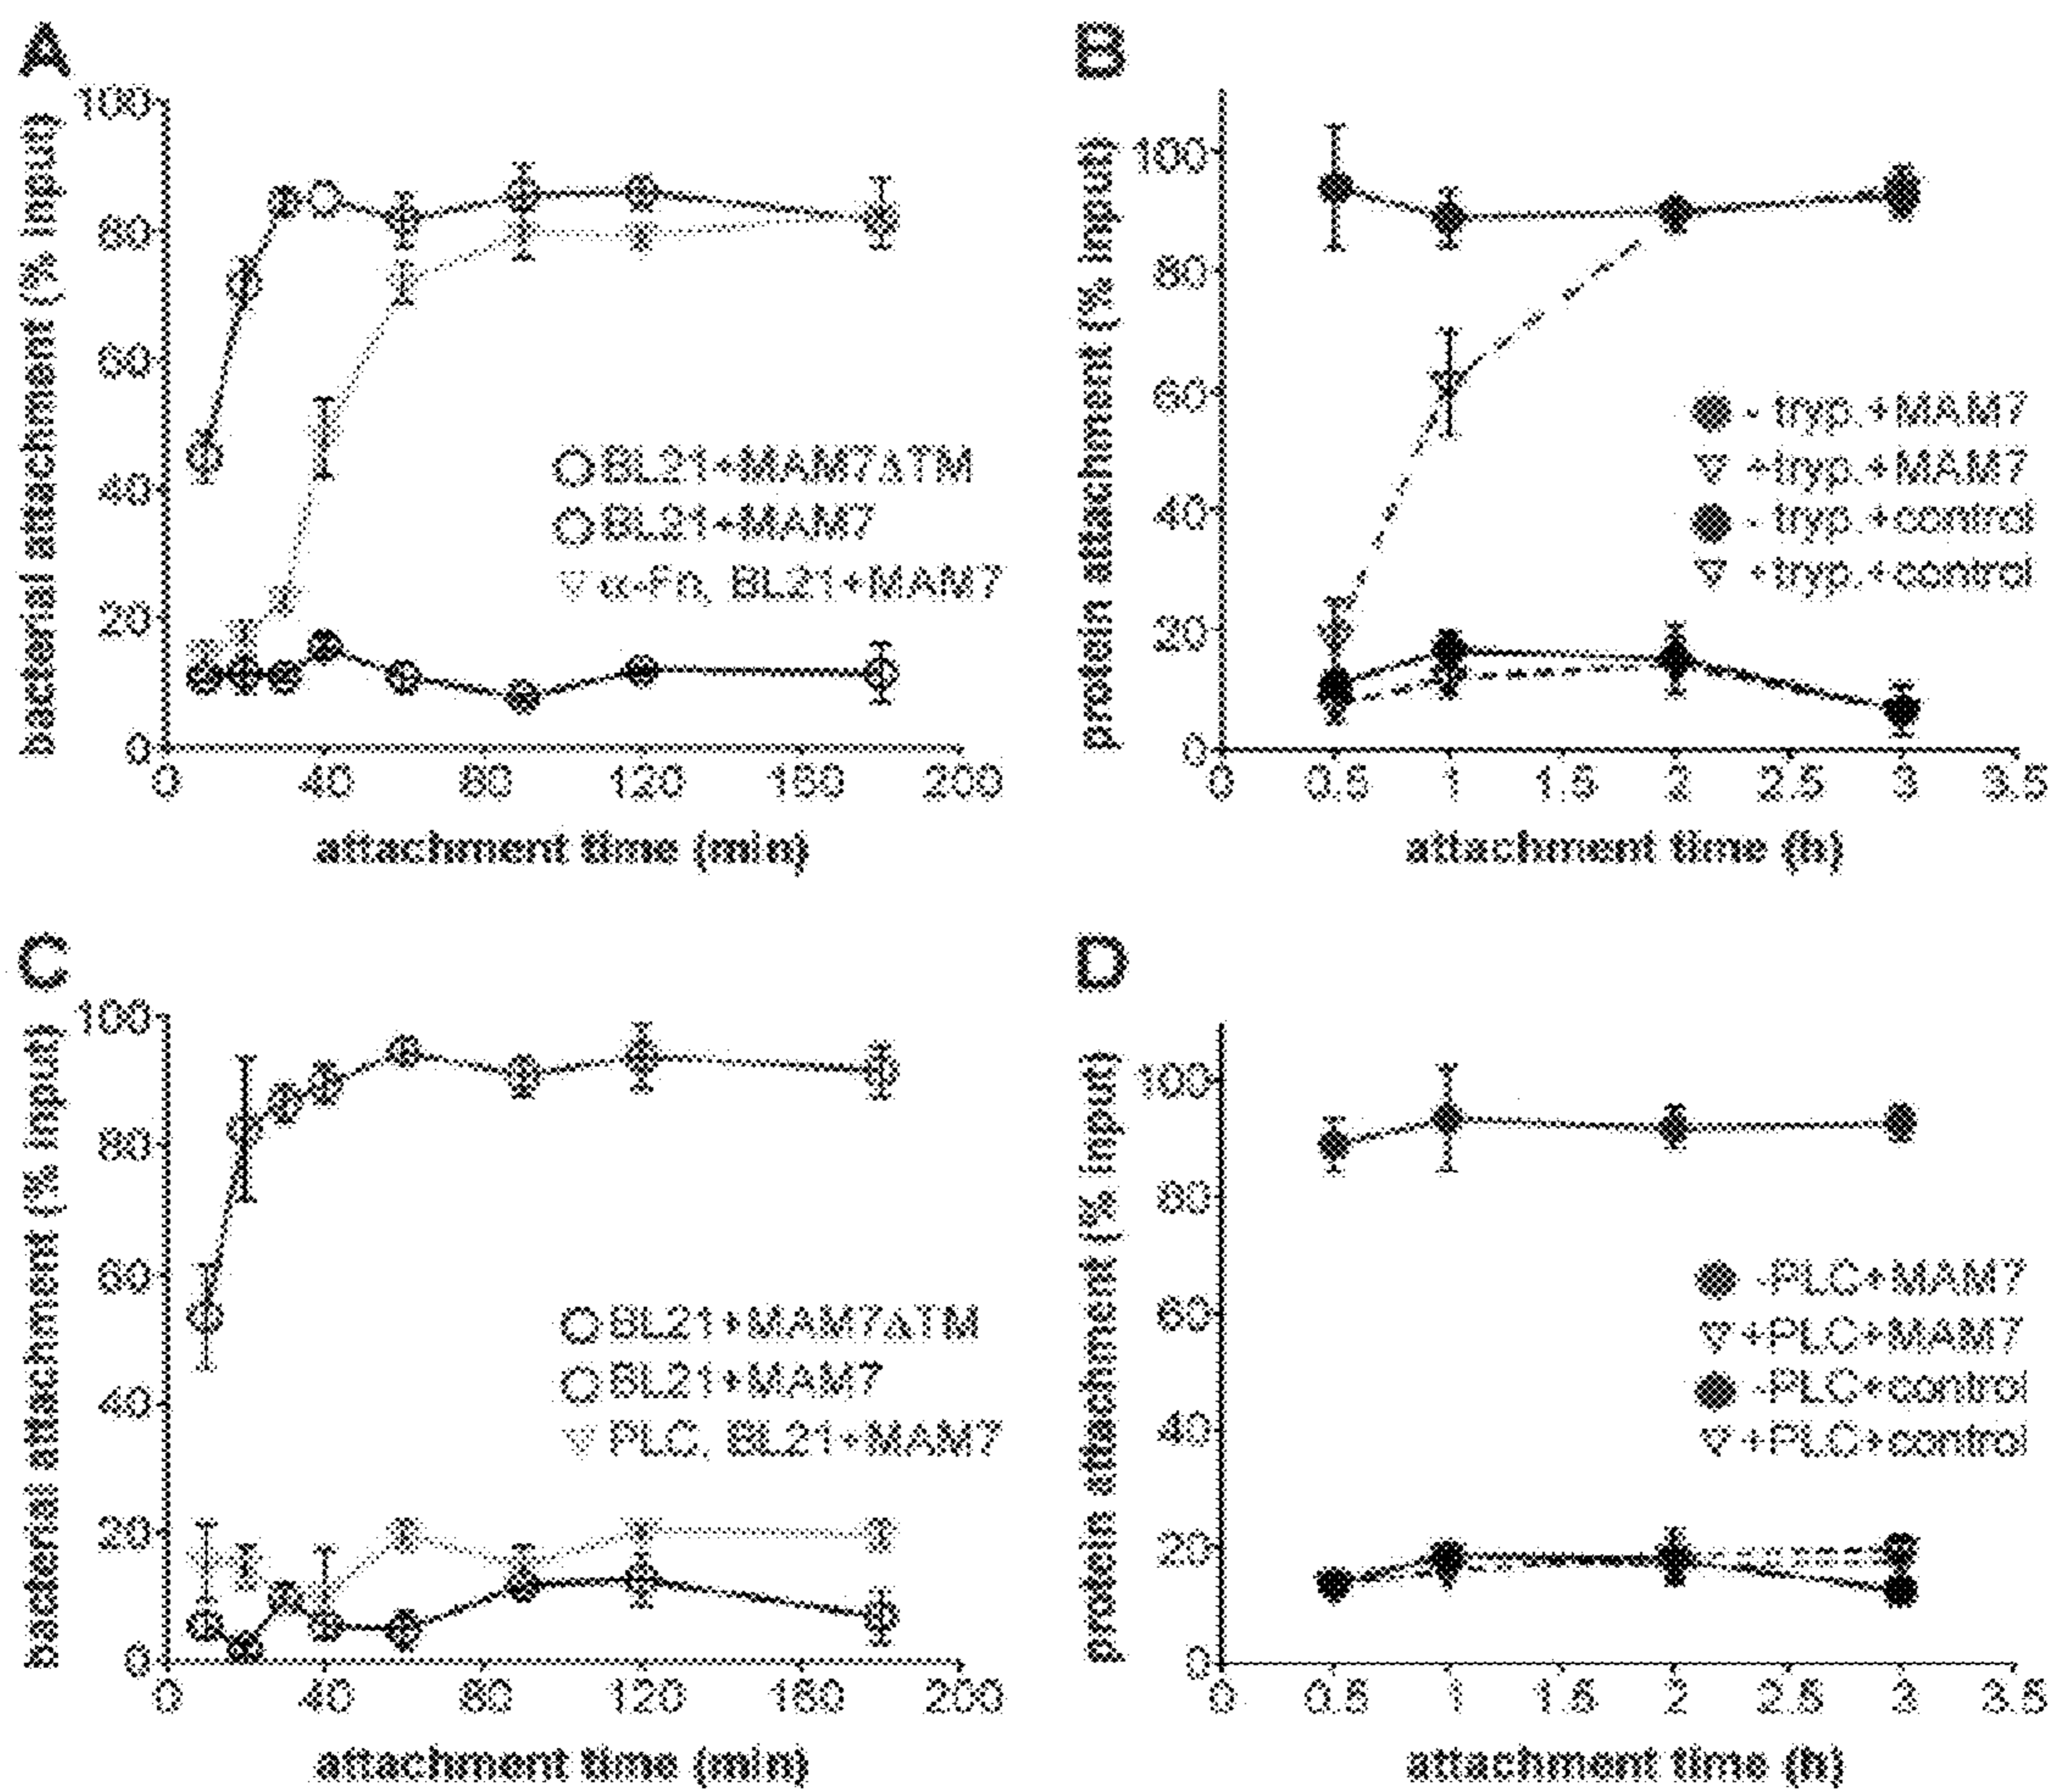 A
bacterial attachment (% input)
100
80
60
40
20
0
0 40 80 120 160 200
attachment time (min)
BL21+MAM7ΔTM
BL21+MAM7
α-Fn, BL21+MAM7
B
protein attachment (% input)
100
80
60
40
20
0
0 0.5 1 1.5 2 2.5 3 3.5
attachment time (h)
- tryp.+MAM7
+tryp.+MAM7
- tryp.+control
+tryp.+control
C
bacterial attachment (% input)
100
80
60
40
20
0
0 40 80 120 160 200
attachment time (min)
BL21+MAM7ΔTM
BL21+MAM7
PLC, BL21+MAM7
D
protein attachment (% input)
100
80
60
40
20
0
0 0.5 1 1.5 2 2.5 3 3.5
attachment time (h)
-PLC+MAM7
+PLC+MAM7
-PLC+control
+PLC+control